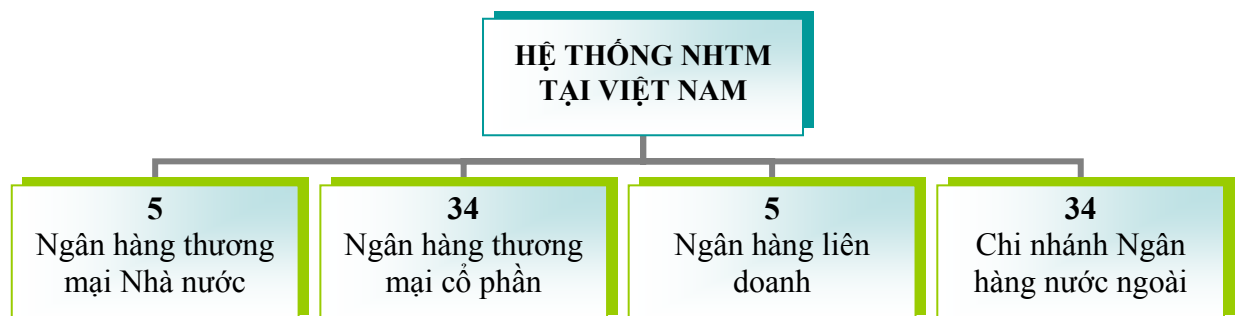 HỆ THỐNG NHTM
TẠI VIỆT NAM
5
Ngân hàng thương
mại Nhà nước
34
Ngân hàng thương
mại cổ phần
5
Ngân hàng liên
doanh
34
Chi nhánh Ngân
hàng nước ngoài